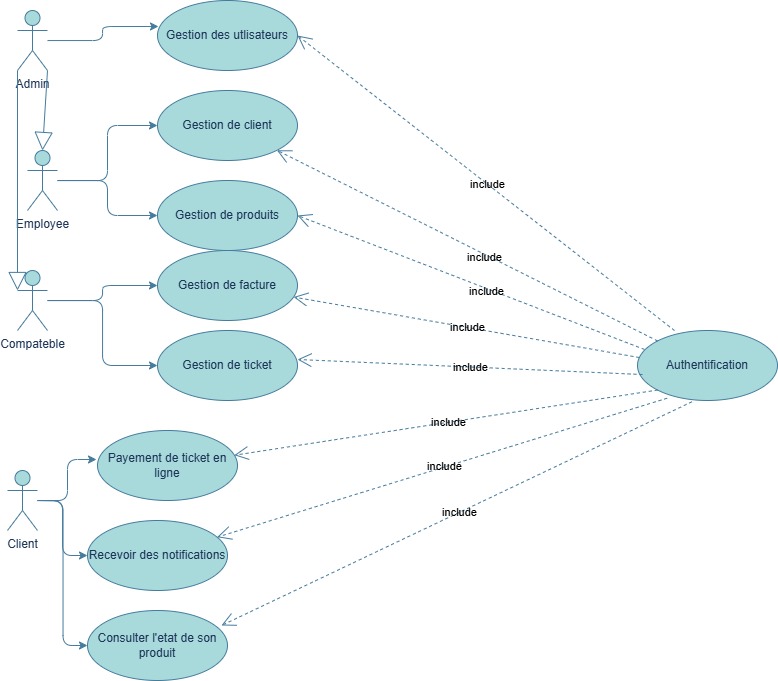 Gestion des utlisateurs
Admin
Gestion de client
include
Employee
Gestion de produits
include
include
Gestion de facture
include
Compateble
Gestion de ticket
include
Authentification
include
Payement de ticket en
ligne
include
include
Client
Recevoir des notifications
Consulter l'etat de son
produit